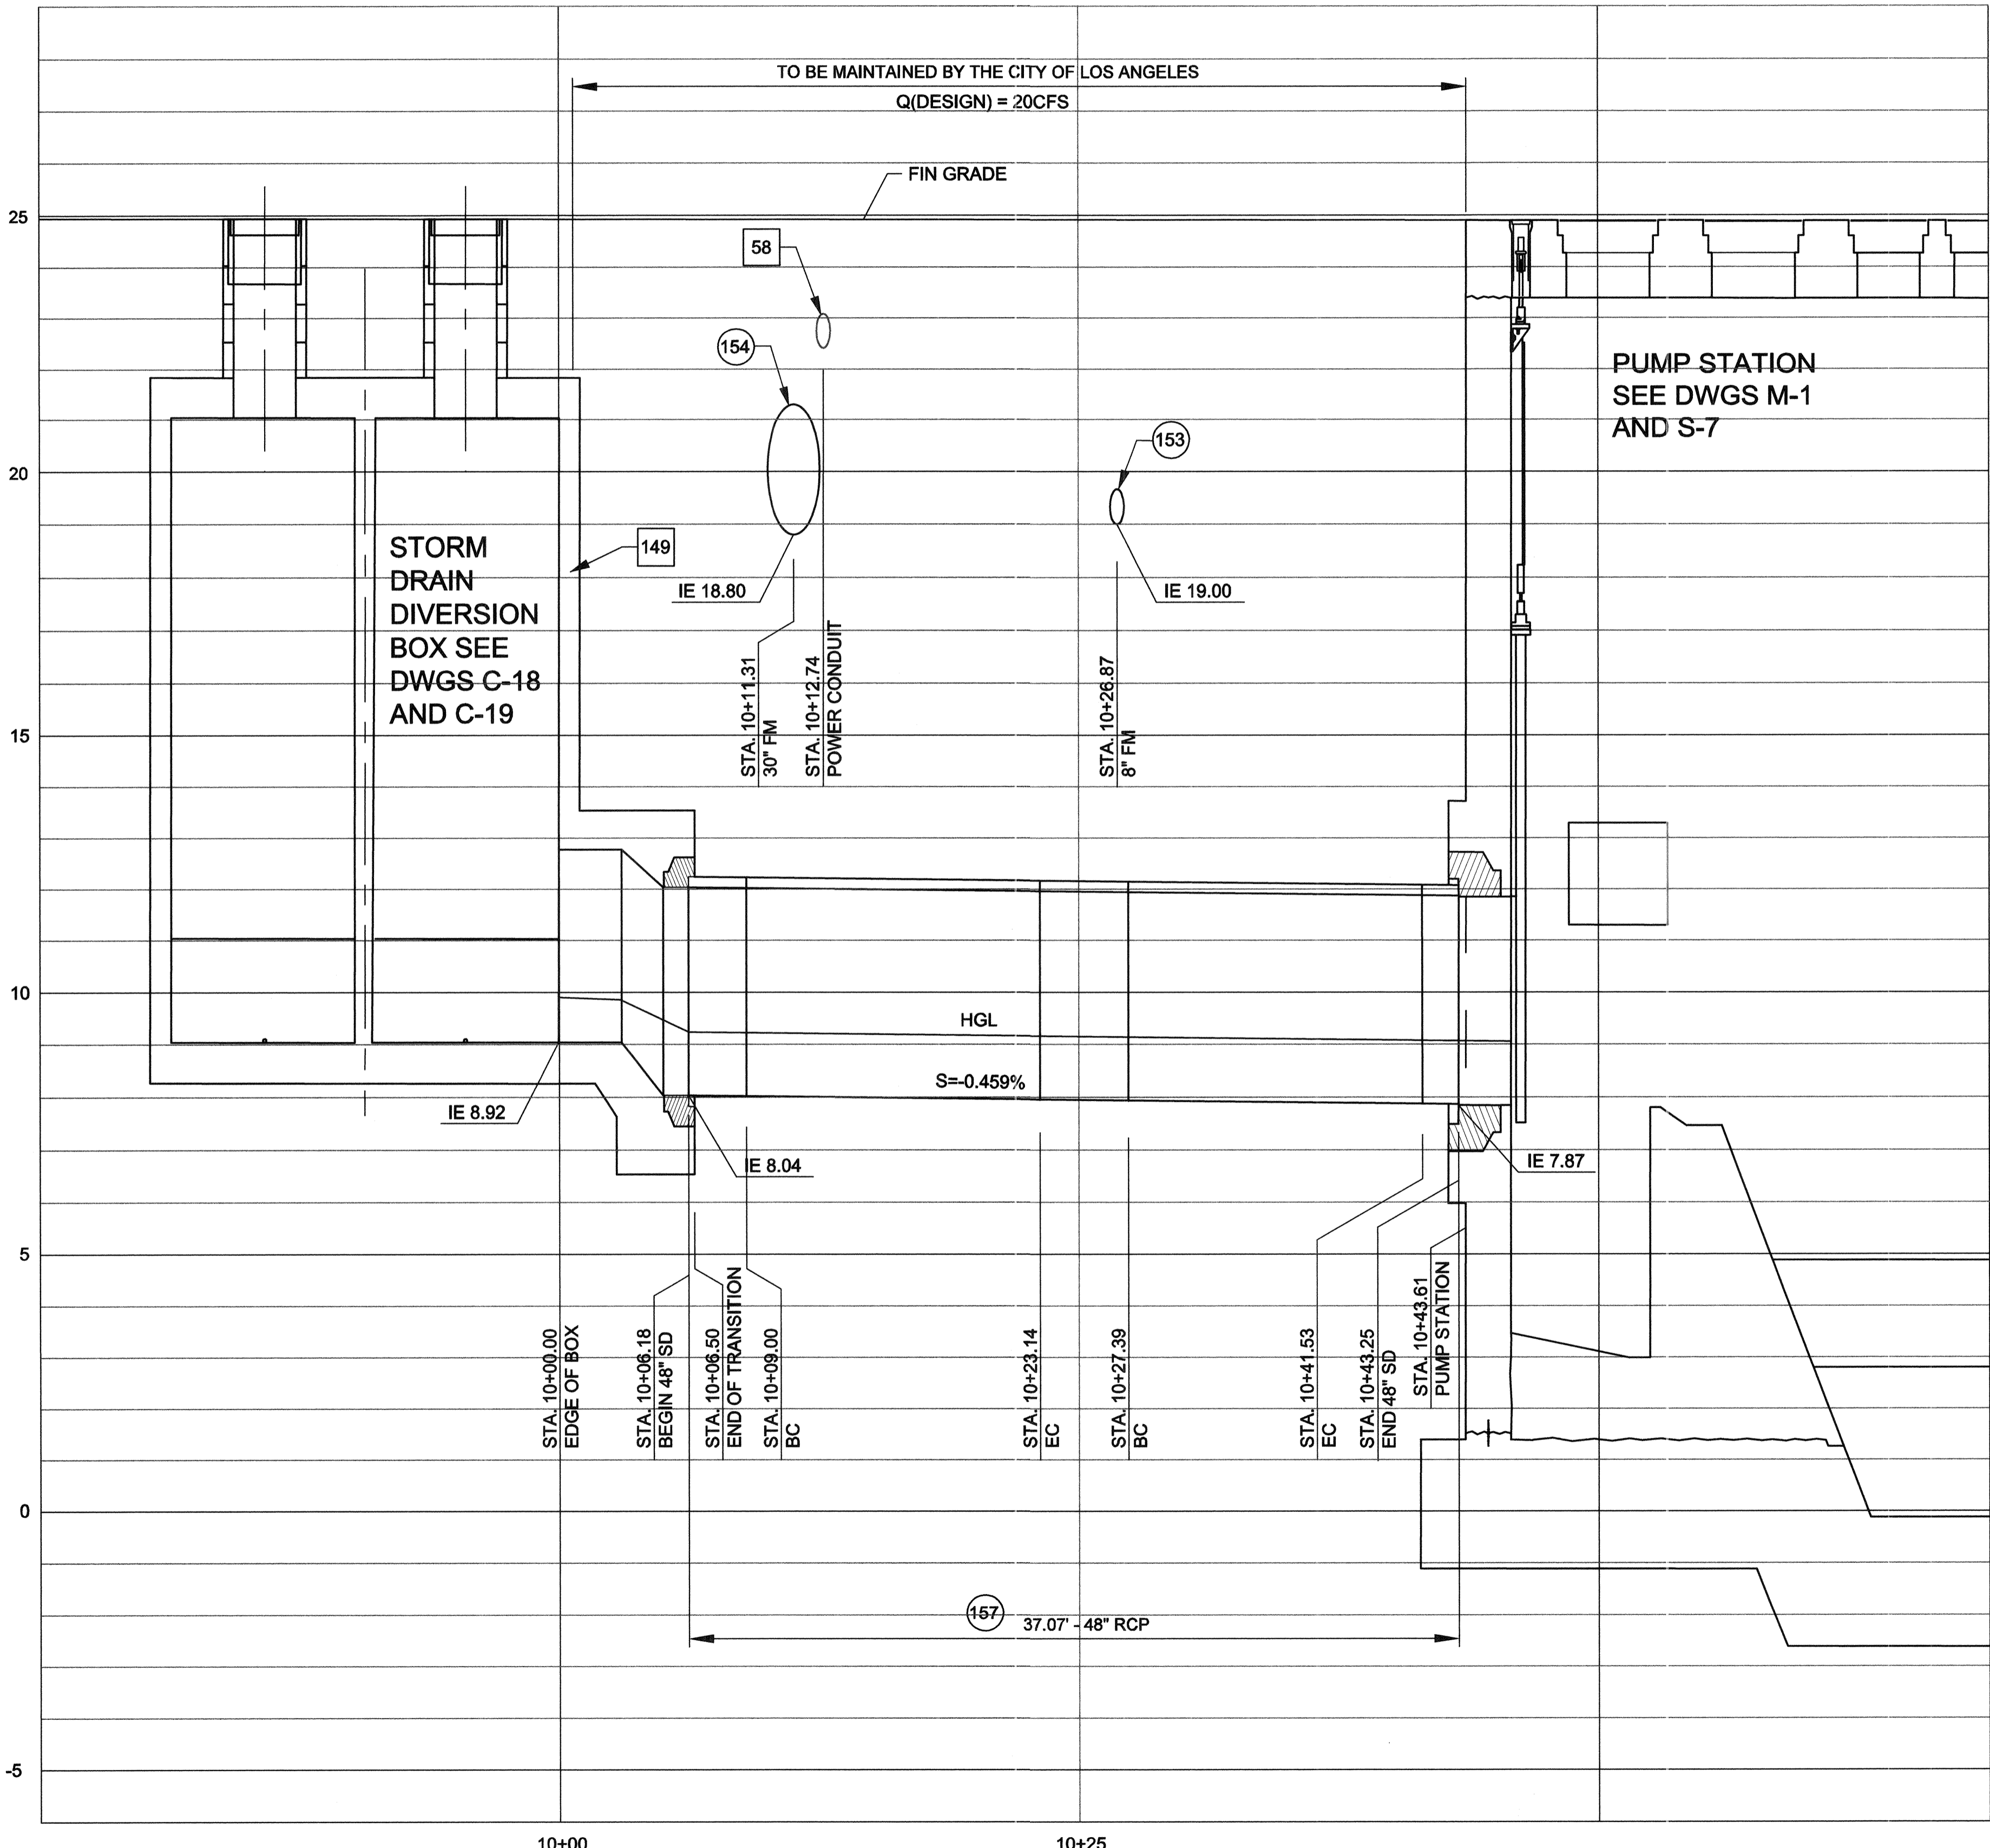 TO BE MAINTAINED BY THE CITY OF LOS ANGELES
Q(DESIGN) = 20CFS
FIN GRADE
25
58
154
PUMP STATION
SEE DWGS M-1
AND S-7
153
20
STORM
DRAIN
DIVERSION
BOX SEE
DWGS C-18
AND C-19
149
IE 18.80
IE 19.00
STA. 10+11.31
30" FM
STA. 10+12.74
POWER CONDUIT
STA. 10+26.87
8" FM
15
10
HGL
S=-0.459%
IE 8.92
IE 8.04
IE 7.87
5
STA. 10+00.00
EDGE OF BOX
STA. 10+06.18
BEGIN 48" SD
STA. 10+06.50
END OF TRANSITION
STA. 10+09.00
BC
STA. 10+23.14
EC
STA. 10+27.39
BC
STA. 10+41.53
EC
STA. 10+43.25
END 48" SD
STA. 10+43.61
PUMP STATION
0
157
37.07' - 48" RCP
-5
10+00
10+25